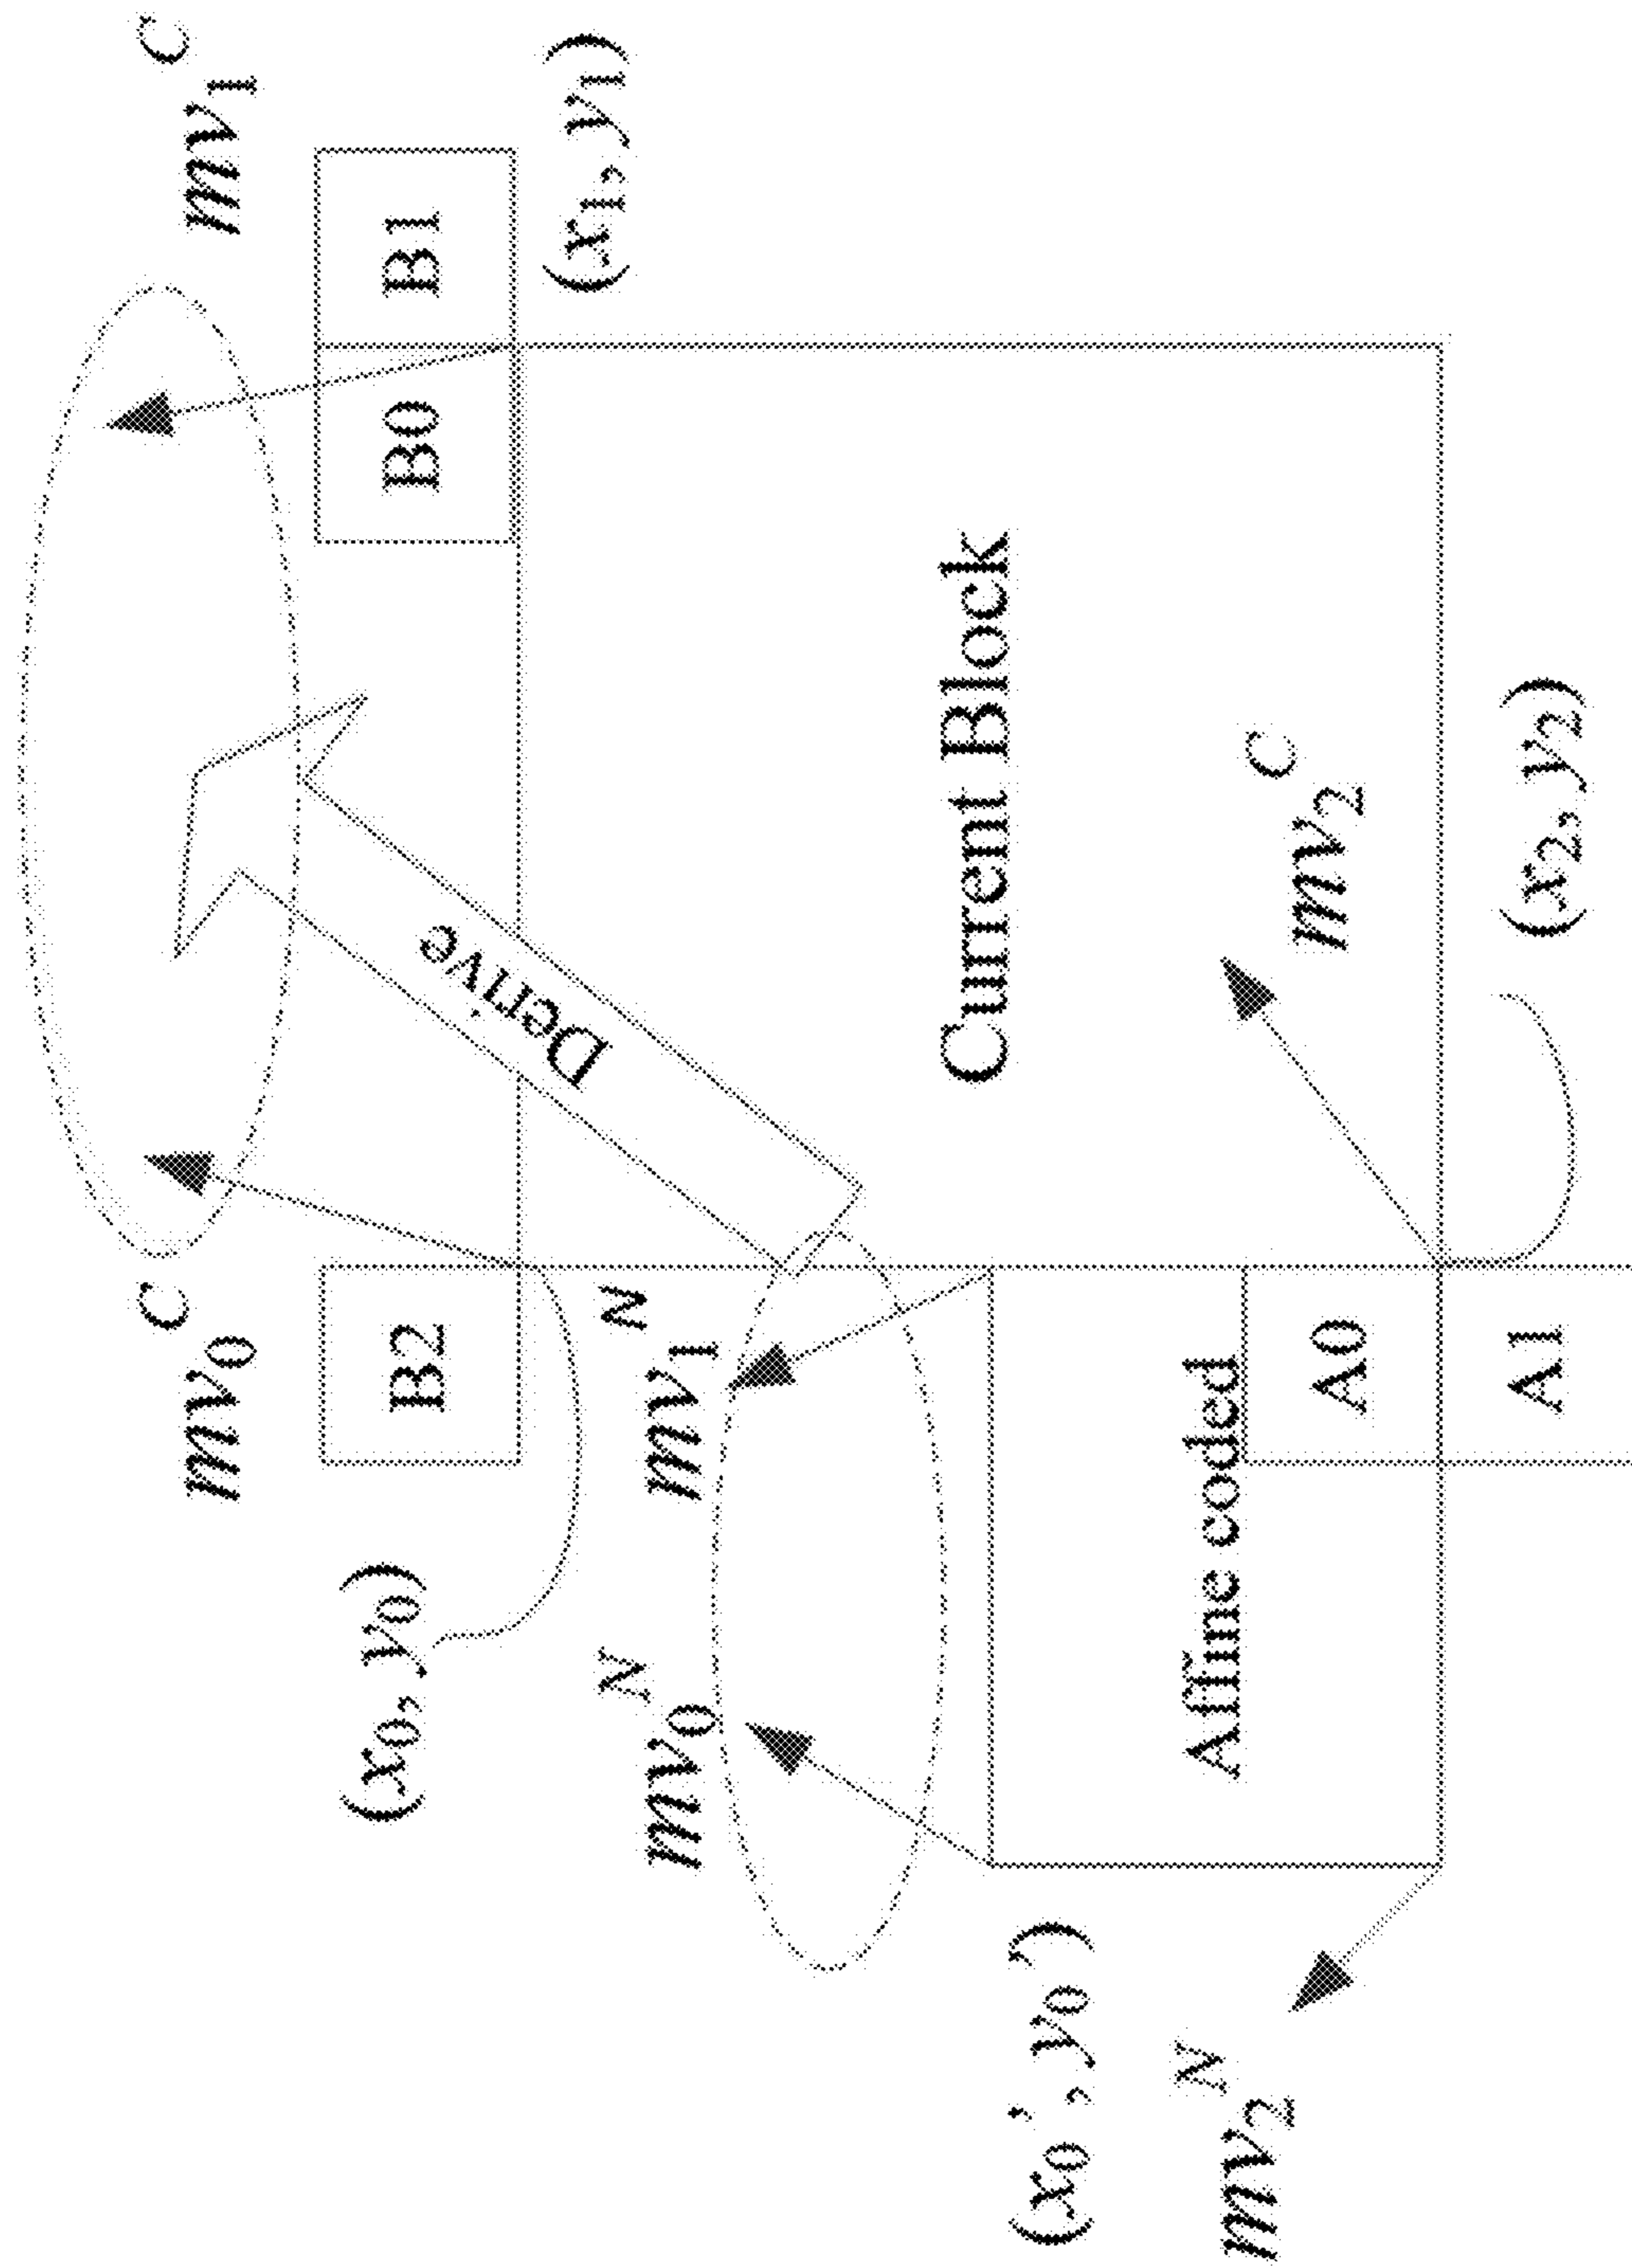 mv₀ᶜ
mv₁ᶜ
B2
B0
B1
(x₀, y₀)
(x₁, y₁)
Derive
mv₀ᴺ
mv₁ᴺ
Current Block
(x₀', y₀')
Affine coded
mv₂ᴺ
mv₂ᶜ
A0
A1
(x₂, y₂)